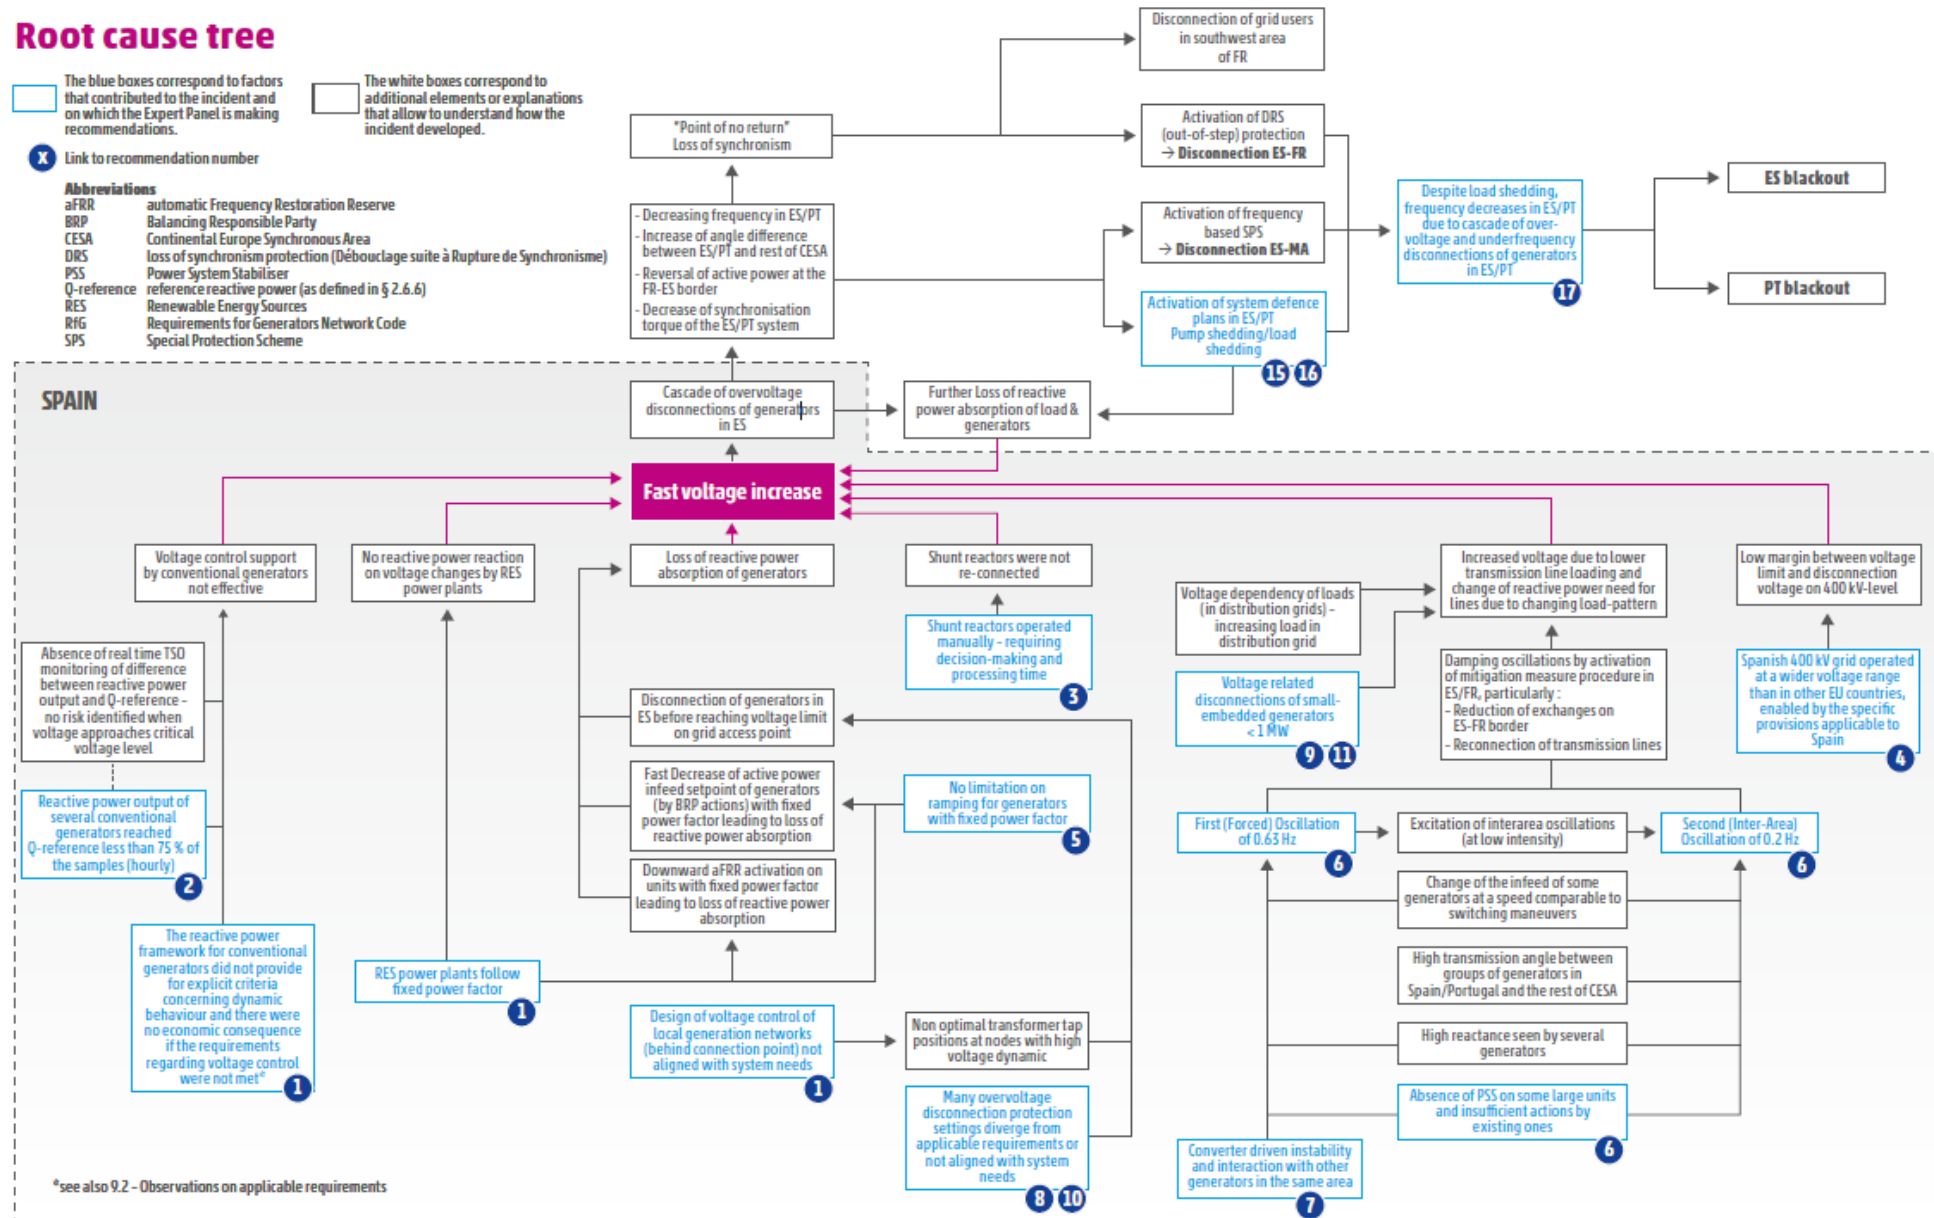 Root cause tree
The blue boxes correspond to factors
that contributed to the incident and
on which the Expert Panel is making
recommendations.
The white boxes correspond to
additional elements or explanations
that allow to understand how the
incident developed.
X Link to recommendation number
Abbreviations
aFRR automatic Frequency Restoration Reserve
BRP Balancing Responsible Party
CESA Continental Europe Synchronous Area
DRS loss of synchronism protection (Débouclage suite à Rupture de Synchronisme)
PSS Power System Stabiliser
Q-reference reference reactive power (as defined in § 2.6.6)
RES Renewable Energy Sources
RfG Requirements for Generators Network Code
SPS Special Protection Scheme
Disconnection of grid users
in southwest area
of FR
"Point of no return"
Loss of synchronism
Activation of DRS
(out-of-step) protection
→ Disconnection ES-FR
- Decreasing frequency in ES/PT
- Increase of angle difference
between ES/PT and rest of CESA
- Reversal of active power at the
FR-ES border
- Decrease of synchronisation
torque of the ES/PT system
Activation of frequency
based SPS
→ Disconnection ES-MA
Activation of system defence
plans in ES/PT
Pump shedding/load
shedding
15 16
Despite load shedding,
frequency decreases in ES/PT
due to cascade of over-
voltage and underfrequency
disconnections of generators
in ES/PT
17
ES blackout
PT blackout
SPAIN
Cascade of overvoltage
disconnections of generators
in ES
Further Loss of reactive
power absorption of load &
generators
Fast voltage increase
Voltage control support
by conventional generators
not effective
No reactive power reaction
on voltage changes by RES
power plants
Loss of reactive power
absorption of generators
Shunt reactors were not
re-connected
Increased voltage due to lower
transmission line loading and
change of reactive power need for
lines due to changing load-pattern
Low margin between voltage
limit and disconnection
voltage on 400 kV-level
Voltage dependency of loads
(in distribution grids) –
increasing load in
distribution grid
Shunt reactors operated
manually – requiring
decision-making and
processing time
3
Absence of real time TSO
monitoring of difference
between reactive power
output and Q-reference –
no risk identified when
voltage approaches critical
voltage level
Voltage related
disconnections of small-
embedded generators
< 1 MW
9 11
Damping oscillations by activation
of mitigation measure procedure in
ES/FR, particularly :
- Reduction of exchanges on
ES-FR border
- Reconnection of transmission lines
Spanish 400 kV grid operated
at a wider voltage range
than in other EU countries,
enabled by the specific
provisions applicable to
Spain
4
Disconnection of generators in
ES before reaching voltage limit
on grid access point
Fast Decrease of active power
infeed setpoint of generators
(by BRP actions) with fixed
power factor leading to loss of
reactive power absorption
No limitation on
ramping for generators
with fixed power factor
5
Reactive power output of
several conventional
generators reached
Q-reference less than 75 % of
the samples (hourly)
2
Downward aFRR activation on
units with fixed power factor
leading to loss of reactive power
absorption
First (Forced) Oscillation
of 0.63 Hz
6
Excitation of interarea oscillations
(at low intensity)
Second (Inter-Area)
Oscillation of 0.2 Hz
6
Change of the infeed of some
generators at a speed comparable to
switching maneuvers
The reactive power
framework for conventional
generators did not provide
for explicit criteria
concerning dynamic
behaviour and there were
no economic consequence
if the requirements
regarding voltage control
were not met*
1
RES power plants follow
fixed power factor
1
High transmission angle between
groups of generators in
Spain/Portugal and the rest of CESA
Design of voltage control of
local generation networks
(behind connection point) not
aligned with system needs
1
Non optimal transformer tap
positions at nodes with high
voltage dynamic
High reactance seen by several
generators
Many overvoltage
disconnection protection
settings diverge from
applicable requirements or
not aligned with system
needs
8 10
Absence of PSS on some large units
and insufficient actions by
existing ones
6
Converter driven instability
and interaction with other
generators in the same area
7
*see also 9.2 – Observations on applicable requirements